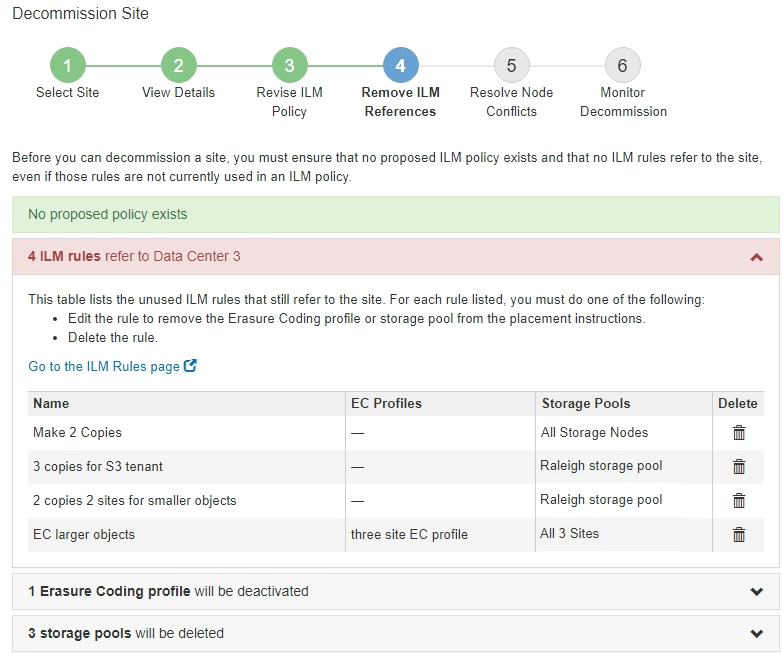 Decommission Site
1 2 3 4 5 6
Select Site View Details Revise ILM Policy Remove ILM References Resolve Node Conflicts Monitor Decommission
Before you can decommission a site, you must ensure that no proposed ILM policy exists and that no ILM rules refer to the site,
even if those rules are not currently used in an ILM policy.
No proposed policy exists
4 ILM rules refer to Data Center 3
This table lists the unused ILM rules that still refer to the site. For each rule listed, you must do one of the following:
• Edit the rule to remove the Erasure Coding profile or storage pool from the placement instructions.
• Delete the rule.
Go to the ILM Rules page
Name EC Profiles Storage Pools Delete
Make 2 Copies — All Storage Nodes
3 copies for S3 tenant — Raleigh storage pool
2 copies 2 sites for smaller objects — Raleigh storage pool
EC larger objects three site EC profile All 3 Sites
1 Erasure Coding profile will be deactivated
3 storage pools will be deleted